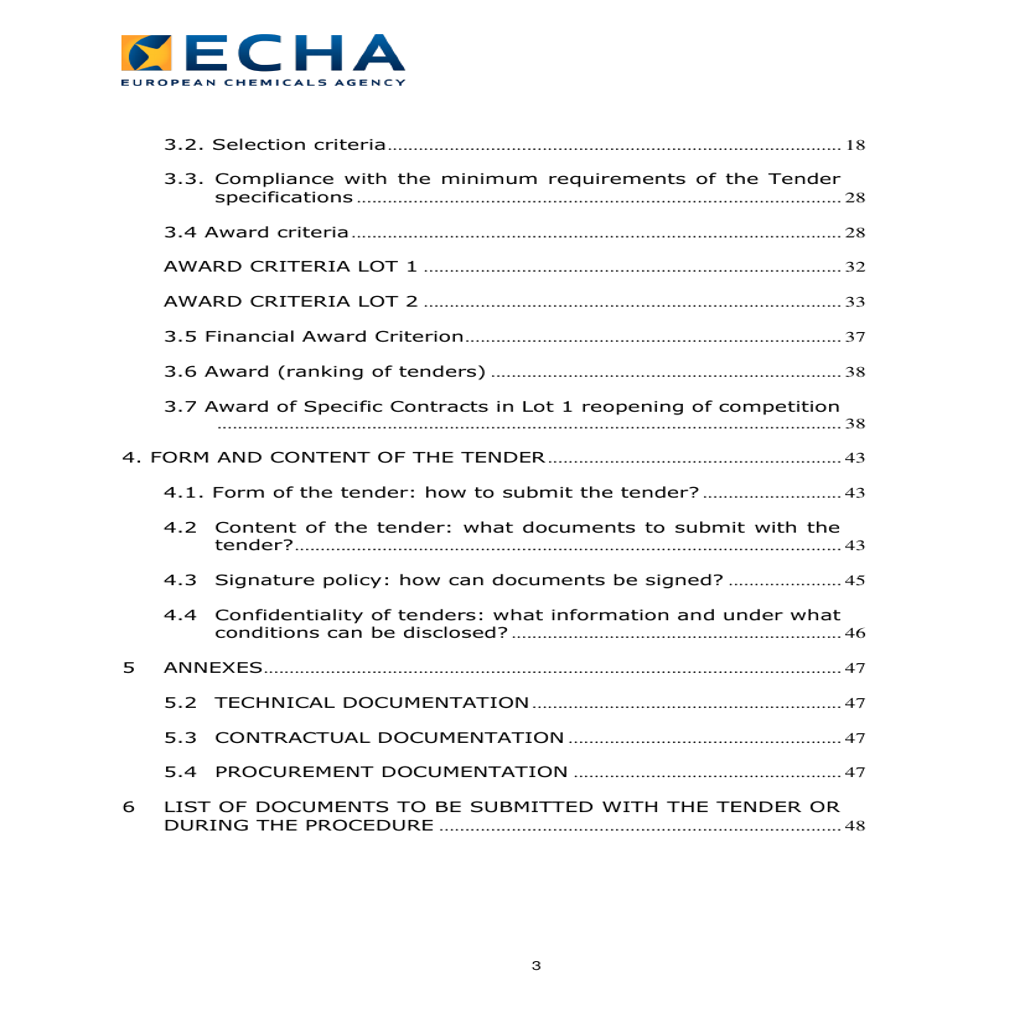 ECHA
EUROPEAN CHEMICALS AGENCY
3.2. Selection criteria........................................................................................ 18
3.3. Compliance with the minimum requirements of the Tender
specifications .............................................................................................. 28
3.4 Award criteria............................................................................................... 28
AWARD CRITERIA LOT 1 ................................................................................. 32
AWARD CRITERIA LOT 2 ................................................................................. 33
3.5 Financial Award Criterion......................................................................... 37
3.6 Award (ranking of tenders) .................................................................... 38
3.7 Award of Specific Contracts in Lot 1 reopening of competition
......................................................................................................................... 38
4. FORM AND CONTENT OF THE TENDER......................................................... 43
4.1. Form of the tender: how to submit the tender? ........................... 43
4.2 Content of the tender: what documents to submit with the
tender?.......................................................................................................... 43
4.3 Signature policy: how can documents be signed? ...................... 45
4.4 Confidentiality of tenders: what information and under what
conditions can be disclosed? ................................................................ 46
5 ANNEXES................................................................................................................ 47
5.2 TECHNICAL DOCUMENTATION............................................................ 47
5.3 CONTRACTUAL DOCUMENTATION ..................................................... 47
5.4 PROCUREMENT DOCUMENTATION .................................................... 47
6 LIST OF DOCUMENTS TO BE SUBMITTED WITH THE TENDER OR
DURING THE PROCEDURE .............................................................................. 48
3